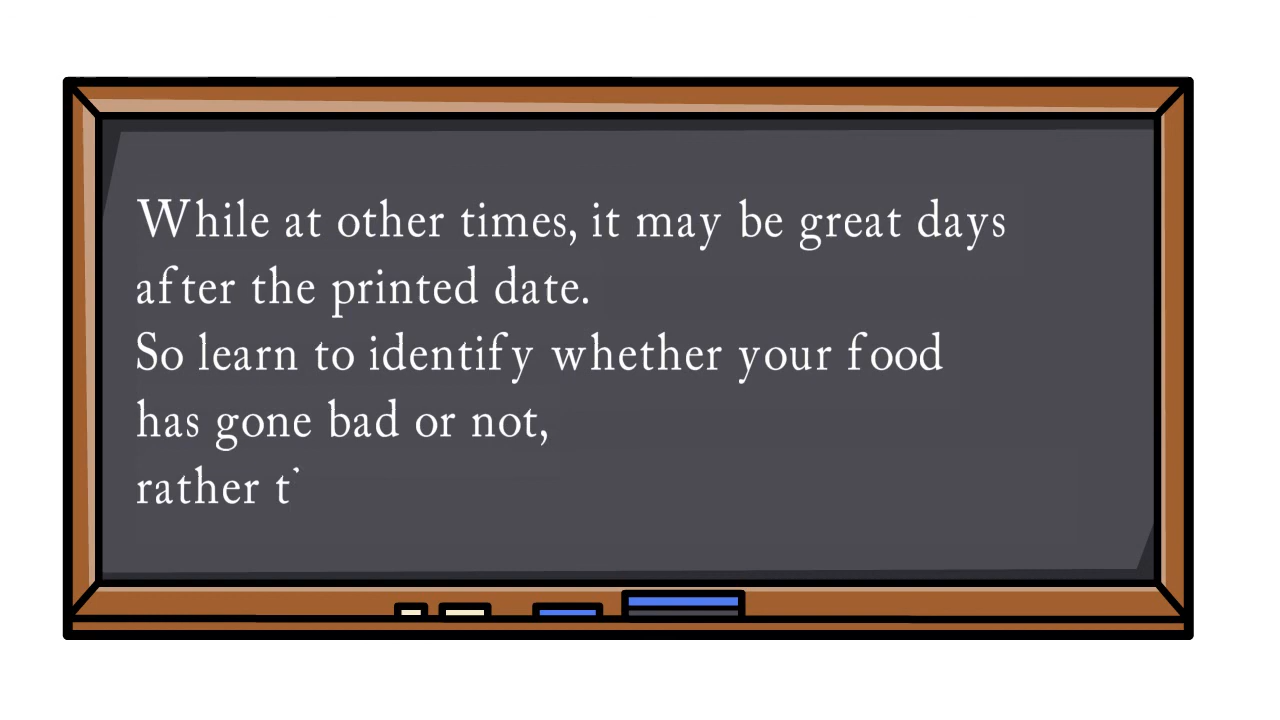 While at other times, it may be great days
after the printed date.
So learn to identify whether your food
has gone bad or not,
rather t